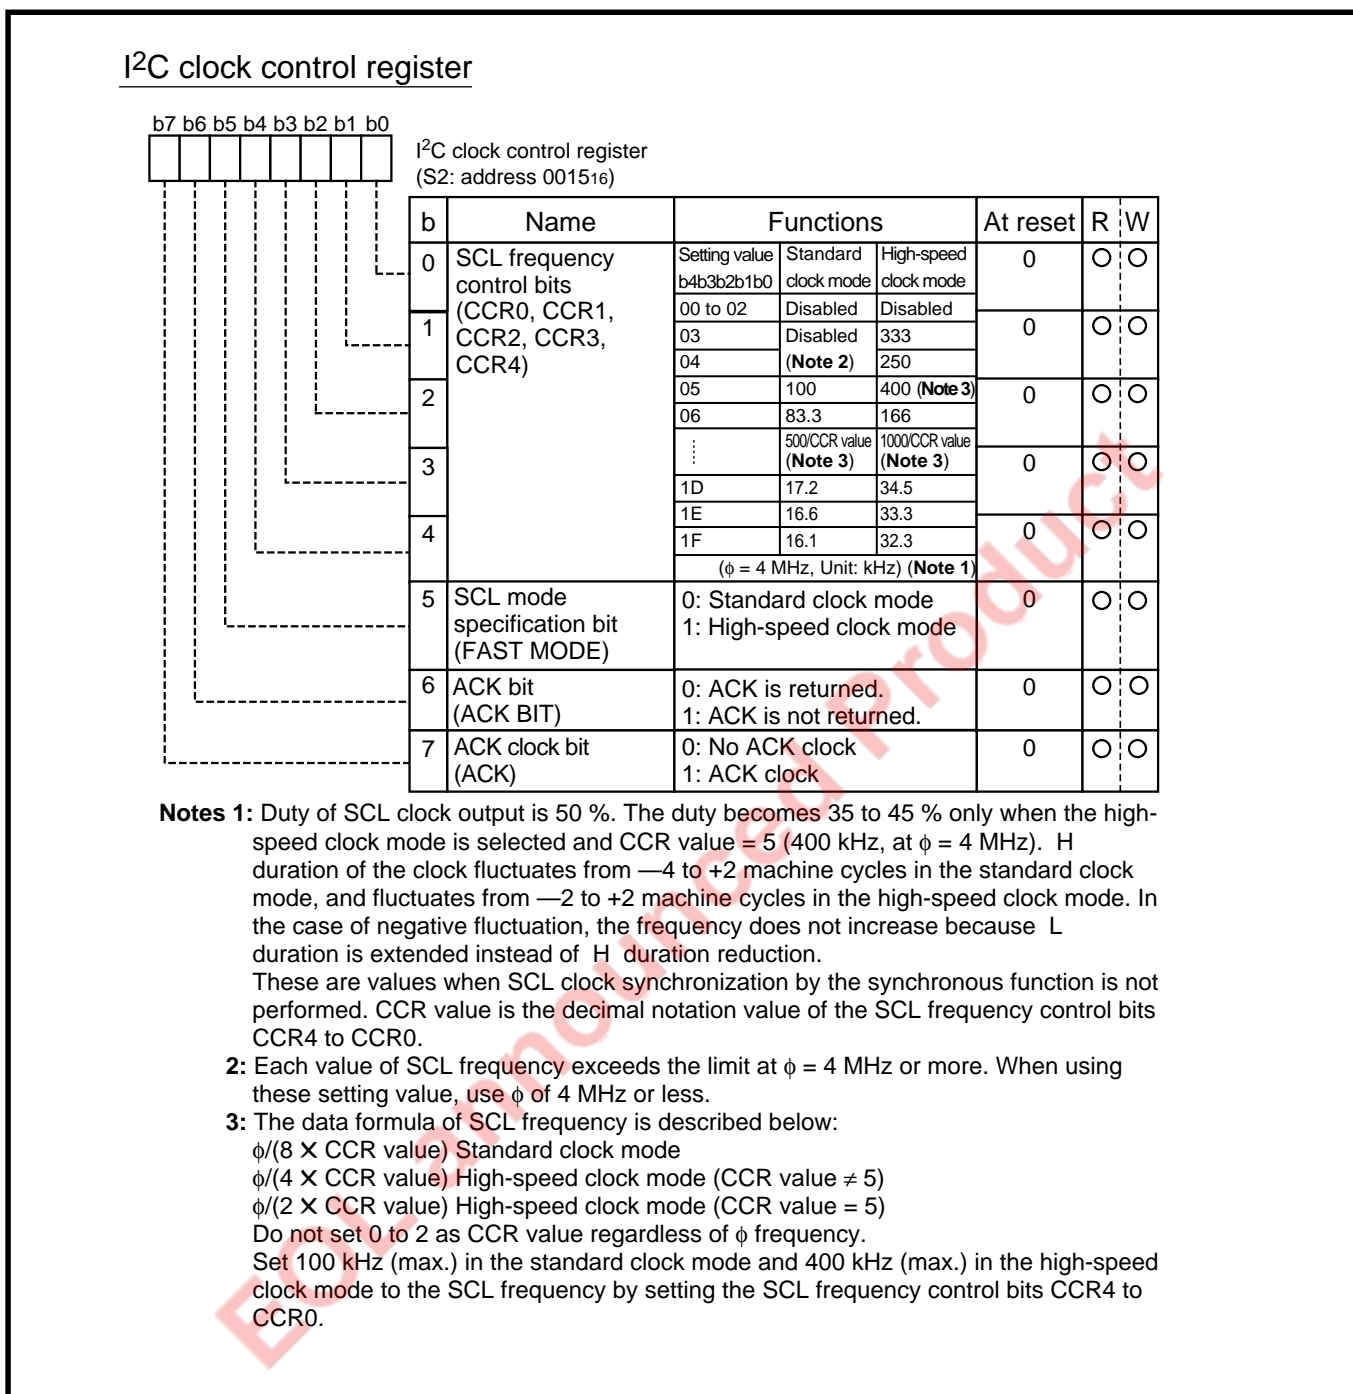 I2C clock control register
b7 b6 b5 b4 b3 b2 b1 b0
I2C clock control register
(S2: address 001516)
b Name Functions At reset R W
0 SCL frequency control bits (CCR0, CCR1, CCR2, CCR3, CCR4) 0
Setting value b4b3b2b1b0 Standard clock mode High-speed clock mode
00 to 02 Disabled Disabled
03 Disabled 333
04 (Note 2) 250
1 0
05 100 400 (Note 3)
06 83.3 166
2 0
500/CCR value (Note 3) 1000/CCR value (Note 3)
3 0
1D 17.2 34.5
1E 16.6 33.3
1F 16.1 32.3
4 0
(ϕ = 4 MHz, Unit: kHz) (Note 1)
5 SCL mode 0: Standard clock mode 0
specification bit 1: High-speed clock mode
(FAST MODE)
6 ACK bit 0: ACK is returned. 0
(ACK BIT) 1: ACK is not returned.
7 ACK clock bit 0: No ACK clock 0
(ACK) 1: ACK clock
Notes 1: Duty of SCL clock output is 50 %. The duty becomes 35 to 45 % only when the high-
speed clock mode is selected and CCR value = 5 (400 kHz, at ϕ = 4 MHz). H
duration of the clock fluctuates from —4 to +2 machine cycles in the standard clock
mode, and fluctuates from —2 to +2 machine cycles in the high-speed clock mode. In
the case of negative fluctuation, the frequency does not increase because L
duration is extended instead of H duration reduction.
These are values when SCL clock synchronization by the synchronous function is not
performed. CCR value is the decimal notation value of the SCL frequency control bits
CCR4 to CCR0.
2: Each value of SCL frequency exceeds the limit at ϕ = 4 MHz or more. When using
these setting value, use ϕ of 4 MHz or less.
3: The data formula of SCL frequency is described below:
ϕ/(8 X CCR value) Standard clock mode
ϕ/(4 X CCR value) High-speed clock mode (CCR value ≠ 5)
ϕ/(2 X CCR value) High-speed clock mode (CCR value = 5)
Do not set 0 to 2 as CCR value regardless of ϕ frequency.
Set 100 kHz (max.) in the standard clock mode and 400 kHz (max.) in the high-speed
clock mode to the SCL frequency by setting the SCL frequency control bits CCR4 to
CCR0.
EOL announced Product